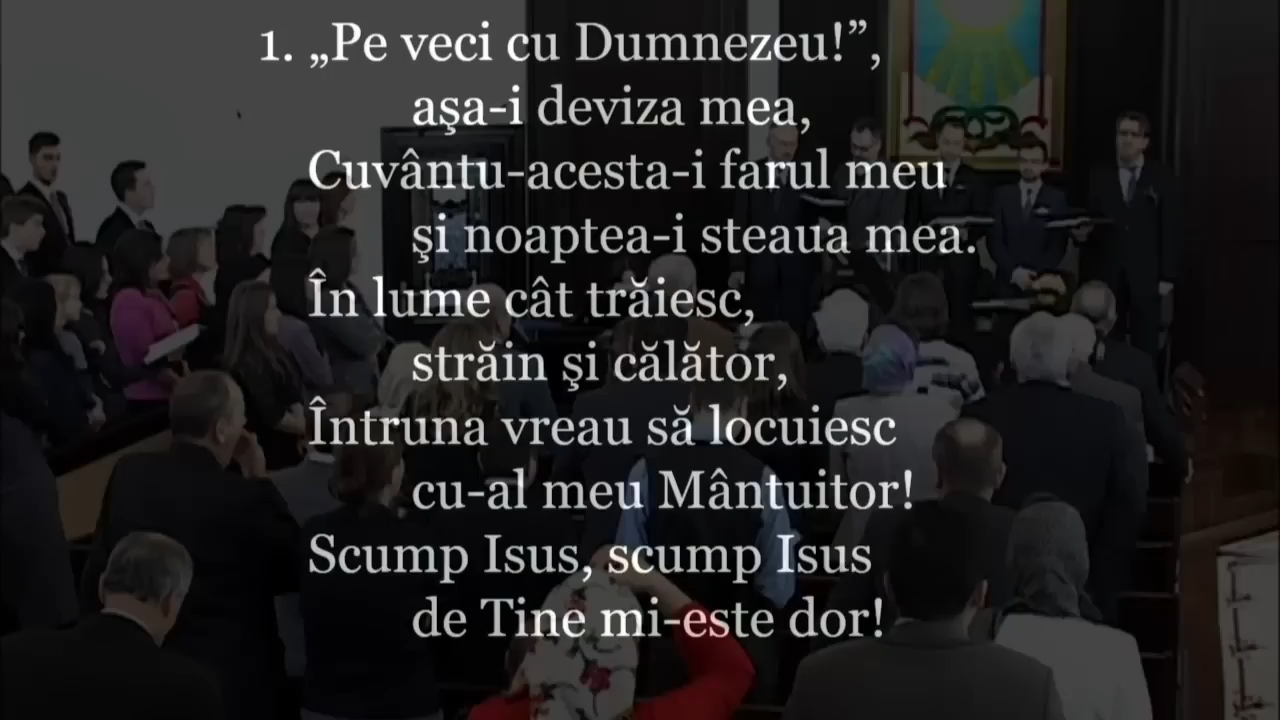 1. „Pe veci cu Dumnezeu!”,
aşa-i deviza mea,
Cuvântu-acesta-i farul meu
şi noaptea-i steaua mea.
În lume cât trăiesc,
străin şi călător,
Întruna vreau să locuiesc
cu-al meu Mântuitor!
Scump Isus, scump Isus
de Tine mi-este dor!